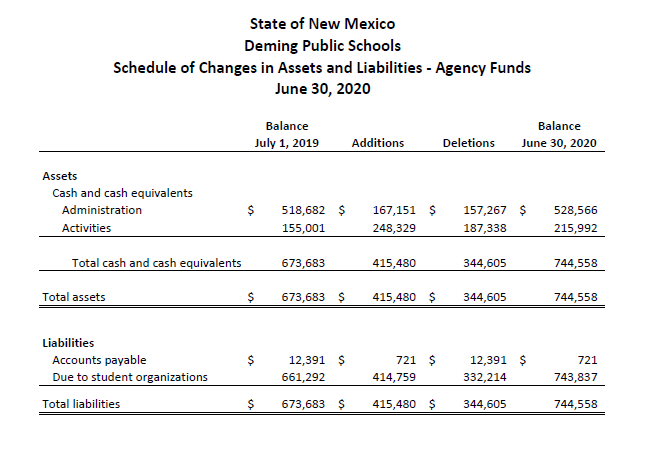 State of New Mexico
Deming Public Schools
Schedule of Changes in Assets and Liabilities - Agency Funds
June 30, 2020
Balance Balance
July 1, 2019 Additions Deletions June 30, 2020
Assets
Cash and cash equivalents
Administration $ 518,682 $ 167,151 $ 157,267 $ 528,566
Activities 155,001 248,329 187,338 215,992
Total cash and cash equivalents 673,683 415,480 344,605 744,558
Total assets $ 673,683 $ 415,480 $ 344,605 744,558
Liabilities
Accounts payable $ 12,391 $ 721 $ 12,391 $ 721
Due to student organizations 661,292 414,759 332,214 743,837
Total liabilities $ 673,683 $ 415,480 $ 344,605 744,558